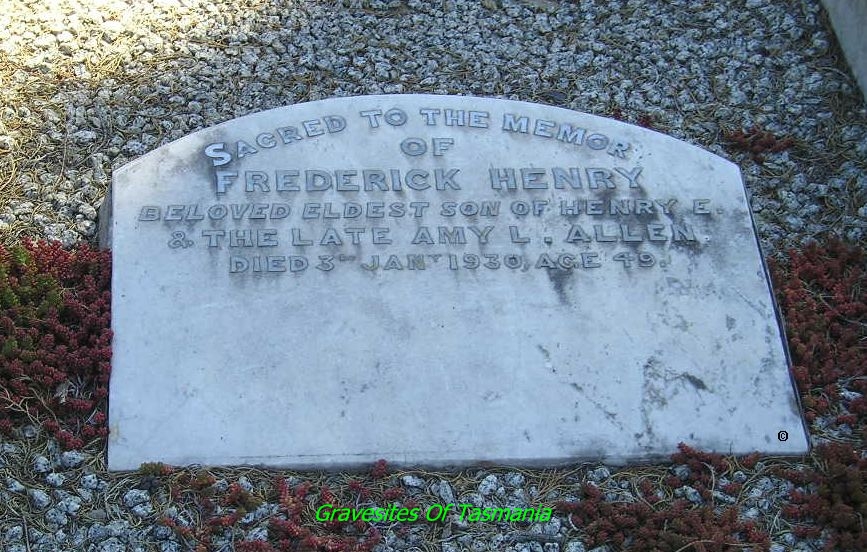 SACRED TO THE MEMORY
OF
FREDERICK HENRY
BELOVED ELDEST SON OF HENRY E.
& THE LATE AMY L. ALLEN
DIED 3RD JANY 1930, AGE 49.
©
Gravesites Of Tasmania